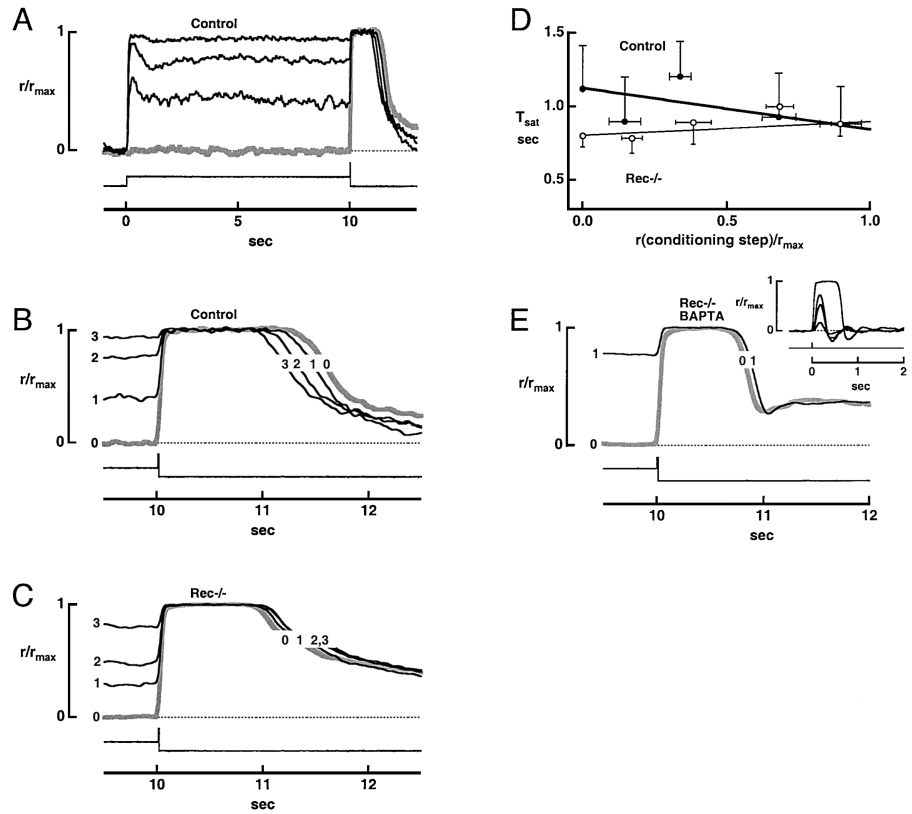 A
Control
1
r/rmax
0
0
5
10
sec
B
Control
1
3
2
r/rmax
3 2 1 0
1
0
0
10
11
12
sec
C
Rec-/-
1
3
r/rmax
0 1 2,3
2
1
0
0
10
11
12
sec
D
1.5
Control
Tsat
1.0
sec
0.5
Rec-/-
0.0
0.5
1.0
r(conditioning step)/rmax
E
Rec-/-
BAPTA
1
1
0 1
r/rmax
0
0
10
11
12
sec
1
r/rmax
0
0
1
2
sec